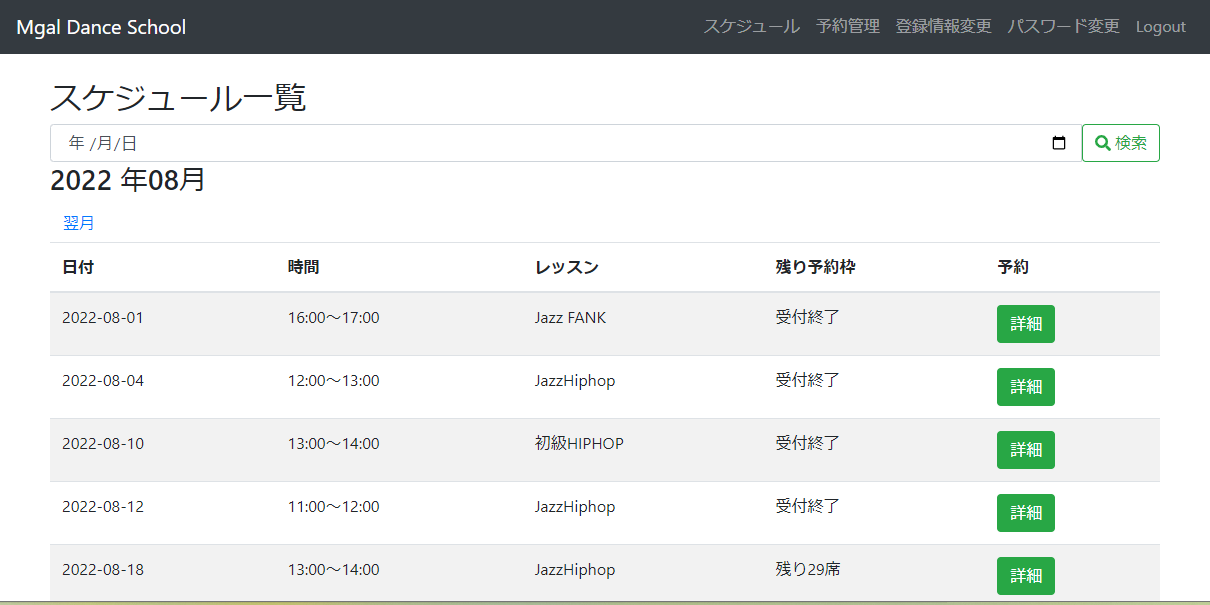 Mgal Dance School スケジュール 予約管理 登録情報変更 パスワード変更 Logout
スケジュール一覧
年 /月/日 検索
2022 年08月
翌月
日付 時間 レッスン 残り予約枠 予約
2022-08-01 16:00～17:00 Jazz FANK 受付終了 詳細
2022-08-04 12:00～13:00 JazzHiphop 受付終了 詳細
2022-08-10 13:00～14:00 初級HIPHOP 受付終了 詳細
2022-08-12 11:00～12:00 JazzHiphop 受付終了 詳細
2022-08-18 13:00～14:00 JazzHiphop 残り29席 詳細